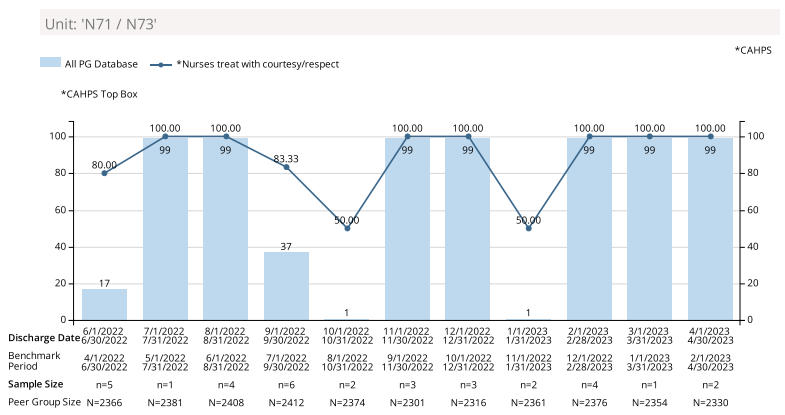 Unit: 'N71 / N73'
*CAHPS
All PG Database *Nurses treat with courtesy/respect
*CAHPS Top Box
100.00 100.00 100.00 100.00 100.00 100.00 100.00
100 99 99 99 99 99 99 99 100
80.00 83.33
80 80
60 60
50.00 50.00
40 37 40
20 17 20
0 1 1 0
6/1/2022 7/1/2022 8/1/2022 9/1/2022 10/1/2022 11/1/2022 12/1/2022 1/1/2023 2/1/2023 3/1/2023 4/1/2023
Discharge Date 6/30/2022 7/31/2022 8/31/2022 9/30/2022 10/31/2022 11/30/2022 12/31/2022 1/31/2023 2/28/2023 3/31/2023 4/30/2023
Benchmark 4/1/2022 5/1/2022 6/1/2022 7/1/2022 8/1/2022 9/1/2022 10/1/2022 11/1/2022 12/1/2022 1/1/2023 2/1/2023
Period 6/30/2022 7/31/2022 8/31/2022 9/30/2022 10/31/2022 11/30/2022 12/31/2022 1/31/2023 2/28/2023 3/31/2023 4/30/2023
Sample Size n=5 n=1 n=4 n=6 n=2 n=3 n=3 n=2 n=4 n=1 n=2
Peer Group Size N=2366 N=2381 N=2408 N=2412 N=2374 N=2301 N=2316 N=2361 N=2376 N=2354 N=2330